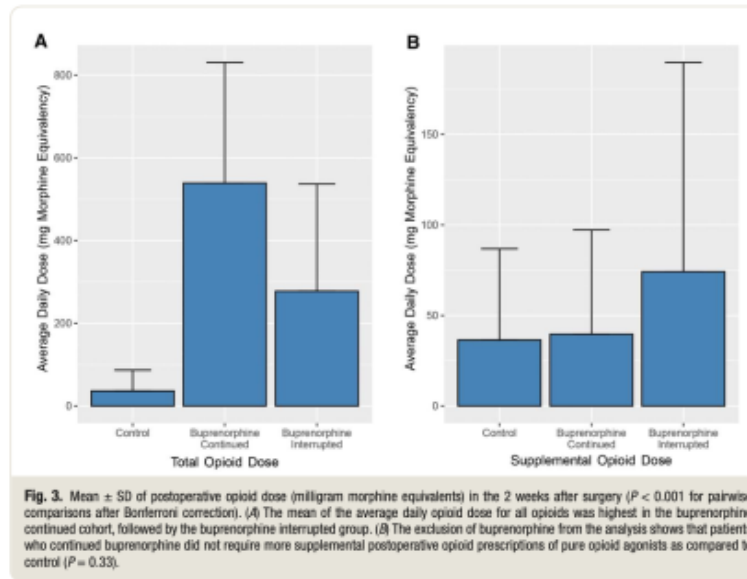 A
B
Average Daily Dose (mg Morphine Equivalency)
800
600
400
200
0
Control
Buprenorphine
Continued
Buprenorphine
Interrupted
Total Opioid Dose
Average Daily Dose (mg Morphine Equivalency)
150
100
50
0
Control
Buprenorphine
Continued
Buprenorphine
Interrupted
Supplemental Opioid Dose
Fig. 3. Mean ± SD of postoperative opioid dose (milligram morphine equivalents) in the 2 weeks after surgery (P < 0.001 for pairwise
comparisons after Bonferroni correction). (A) The mean of the average daily opioid dose for all opioids was highest in the buprenorphine
continued cohort, followed by the buprenorphine interrupted group. (B) The exclusion of buprenorphine from the analysis shows that patient
who continued buprenorphine did not require more supplemental postoperative opioid prescriptions of pure opioid agonists as compared to
control (P = 0.33).